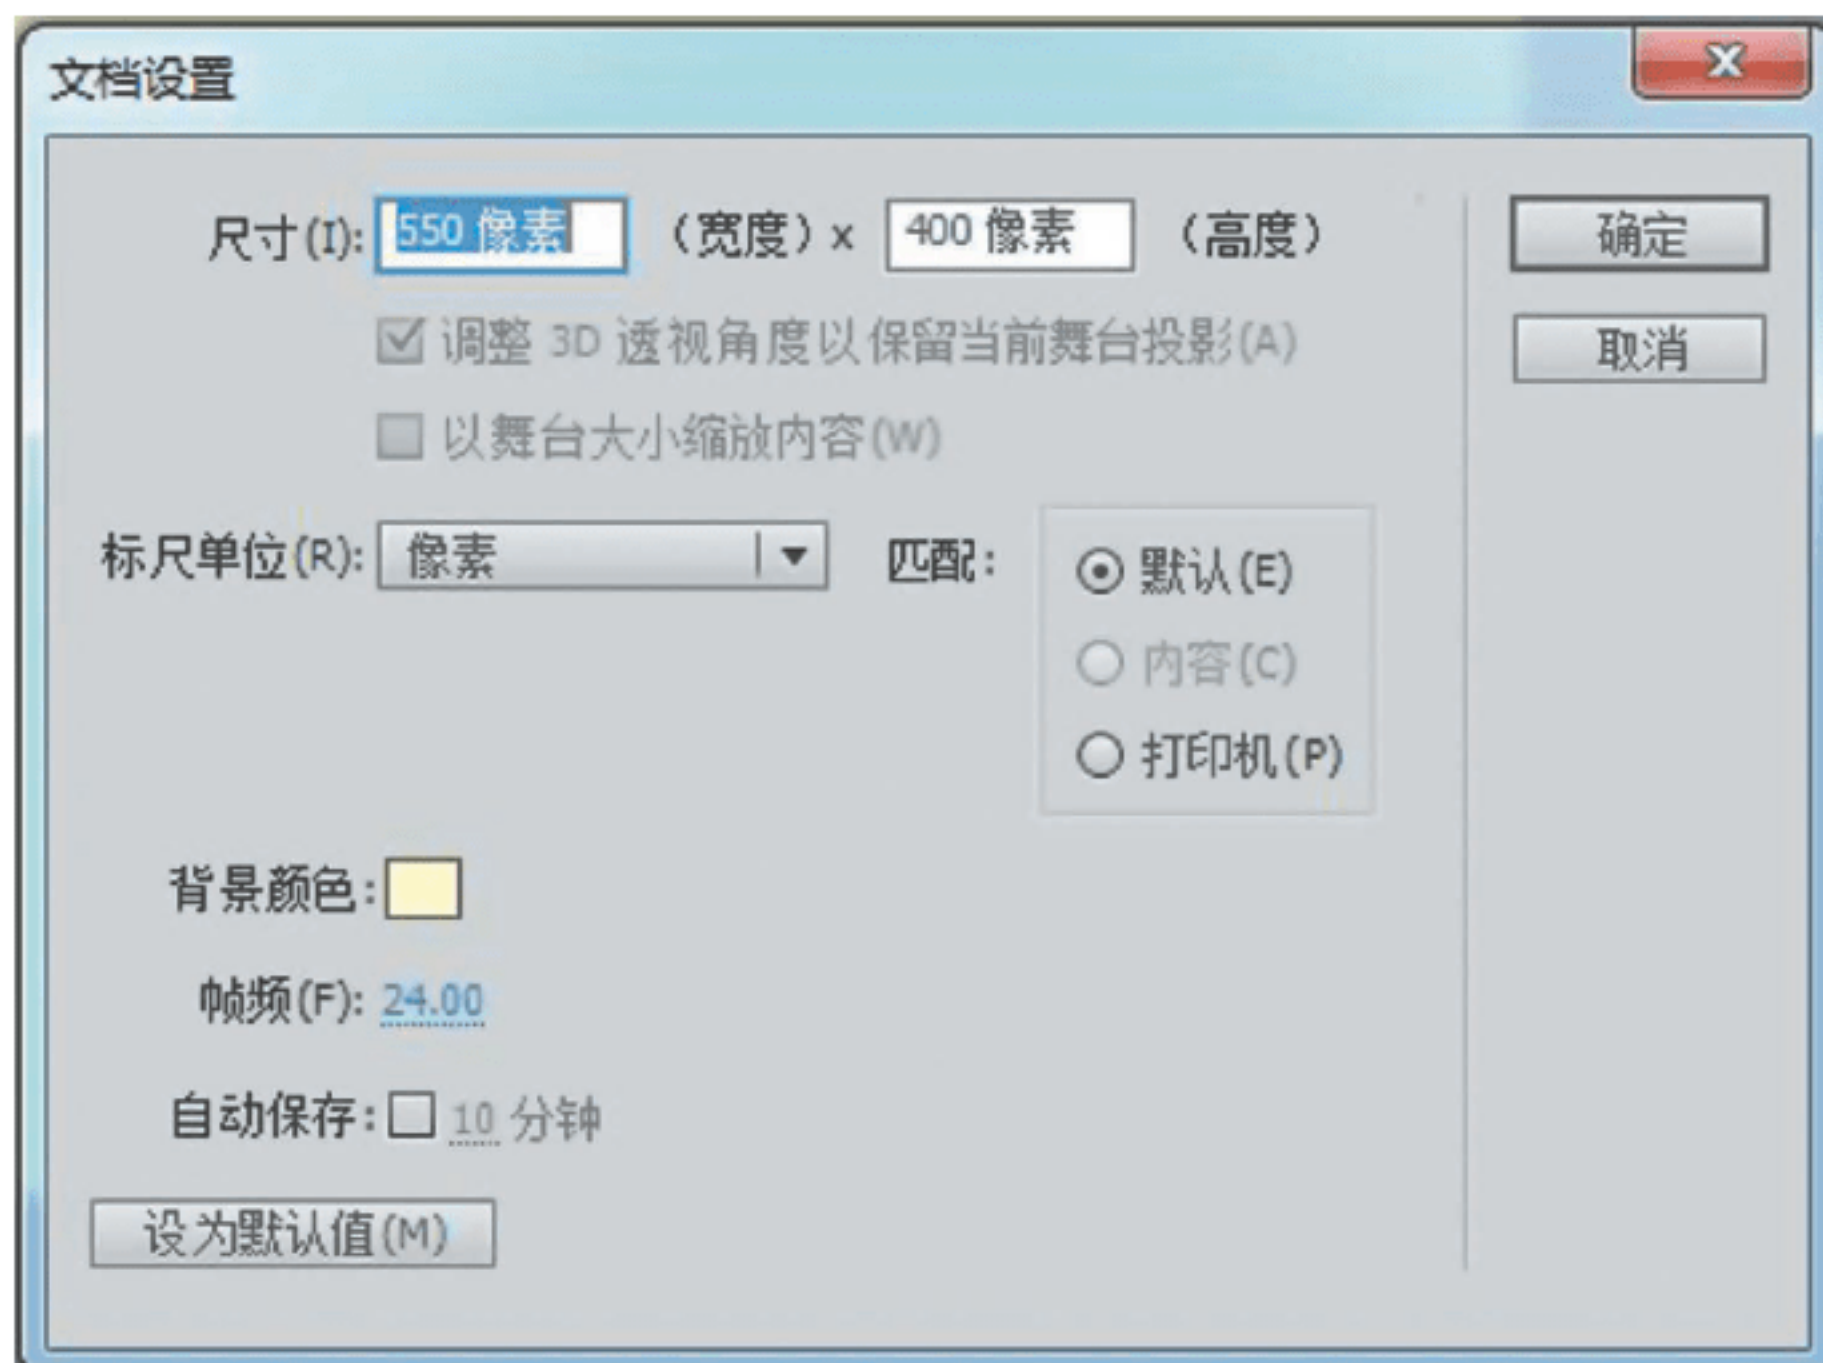 文档设置
尺寸(I): 550 像素 （宽度）x 400 像素 （高度）
确定
调整 3D 透视角度以保留当前舞台投影(A)
取消
以舞台大小缩放内容(W)
标尺单位(R): 像素 匹配:
默认(E)
内容(C)
打印机(P)
背景颜色:
帧频(F): 24.00
自动保存: 10 分钟
设为默认值(M)